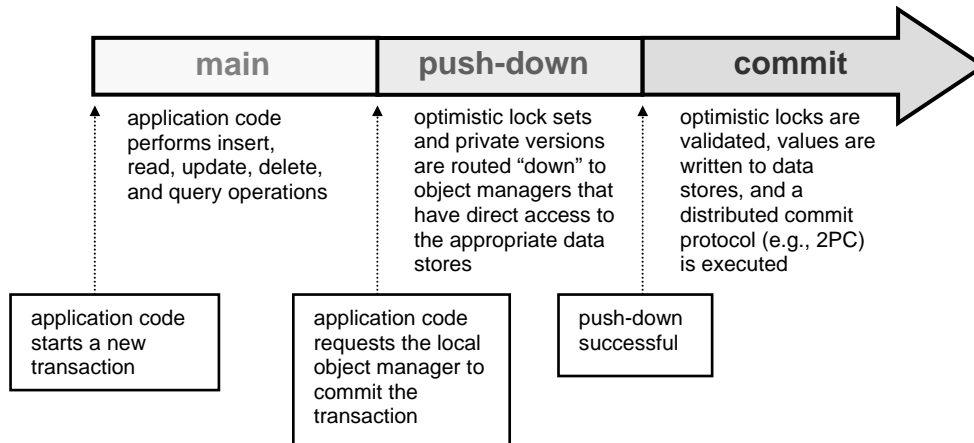 main
push-down
commit
application code
performs insert,
read, update, delete,
and query operations
optimistic lock sets
and private versions
are routed “down” to
object managers that
have direct access to
the appropriate data
stores
optimistic locks are
validated, values are
written to data
stores, and a
distributed commit
protocol (e.g., 2PC)
is executed
application code
starts a new
transaction
application code
requests the local
object manager to
commit the
transaction
push-down
successful